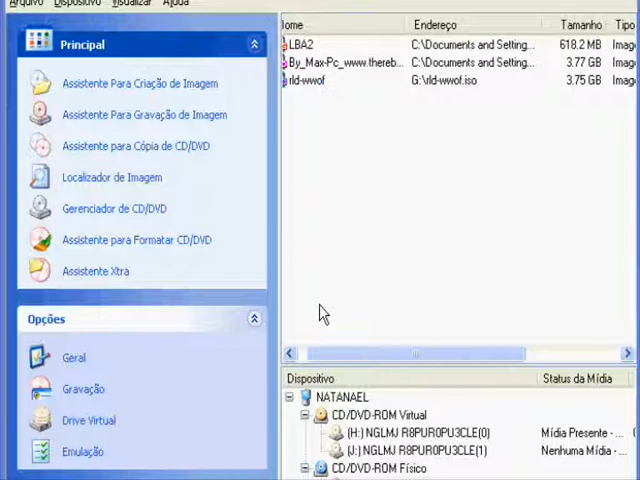 Arquivo Dispositivo Visualizar Ajuda
Principal
Assistente Para Criação de Imagem
Assistente Para Gravação de Imagem
Assistente para Cópia de CD/DVD
Localizador de Imagem
Gerenciador de CD/DVD
Assistente para Formatar CD/DVD
Assistente Xtra
Opções
Geral
Gravação
Drive Virtual
Emulação
Endereço Tamanho Tipo
LBA2 C:\Documents and Setting... 618.2 MB Imag
By_Max-Pc_www.thereb... C:\Documents and Setting... 3.77 GB Imag
rld-wwof G:\rld-wwof.iso 3.75 GB Imag
Dispositivo Status da Mídia
NATANAEL
CD/DVD-ROM Virtual
(H:) NGLMJ R8PUR0PU3CLE(0) Mídia Presente - ...
(J:) NGLMJ R8PUR0PU3CLE(1) Nenhuma Mídia - ...
CD/DVD-ROM Físico